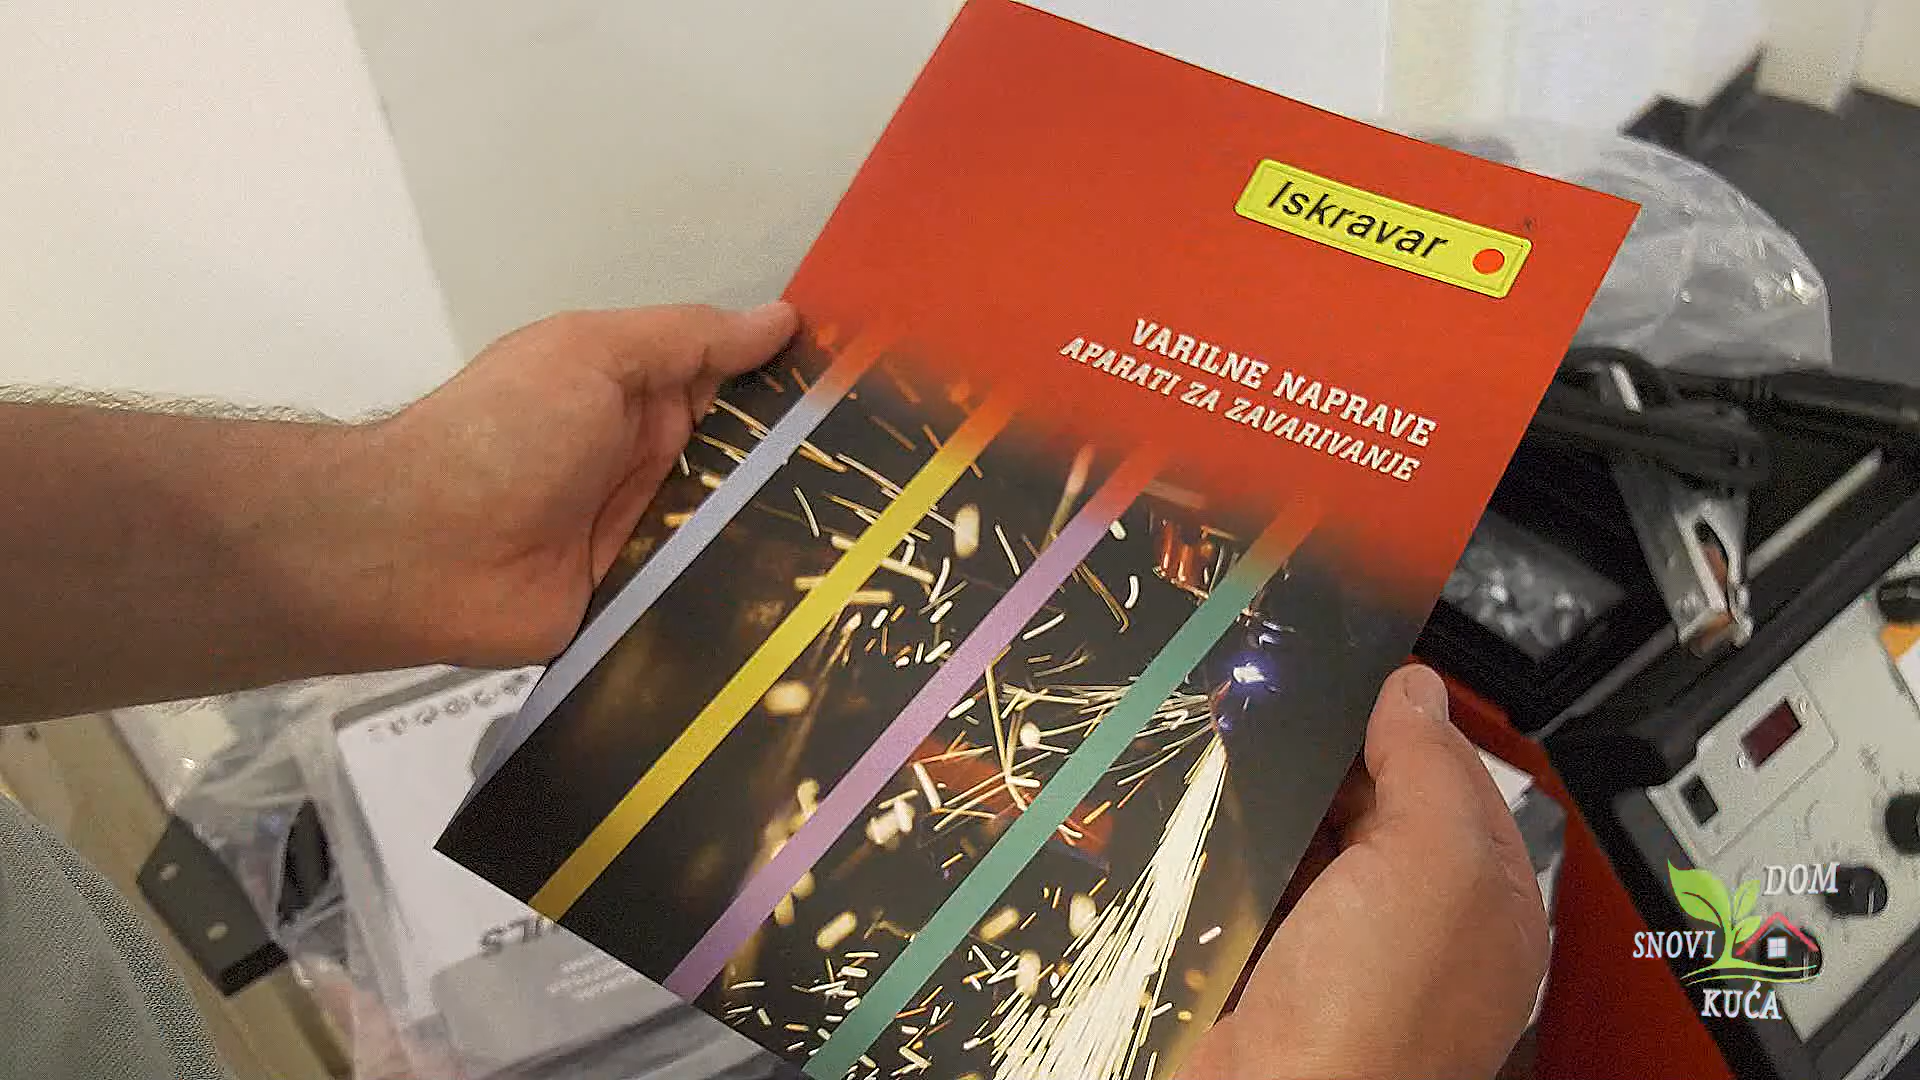 Iskravar
VARILNE NAPRAVE
APARATI ZA ZAVARIVANJE
DOM
SNOVI
KUĆA